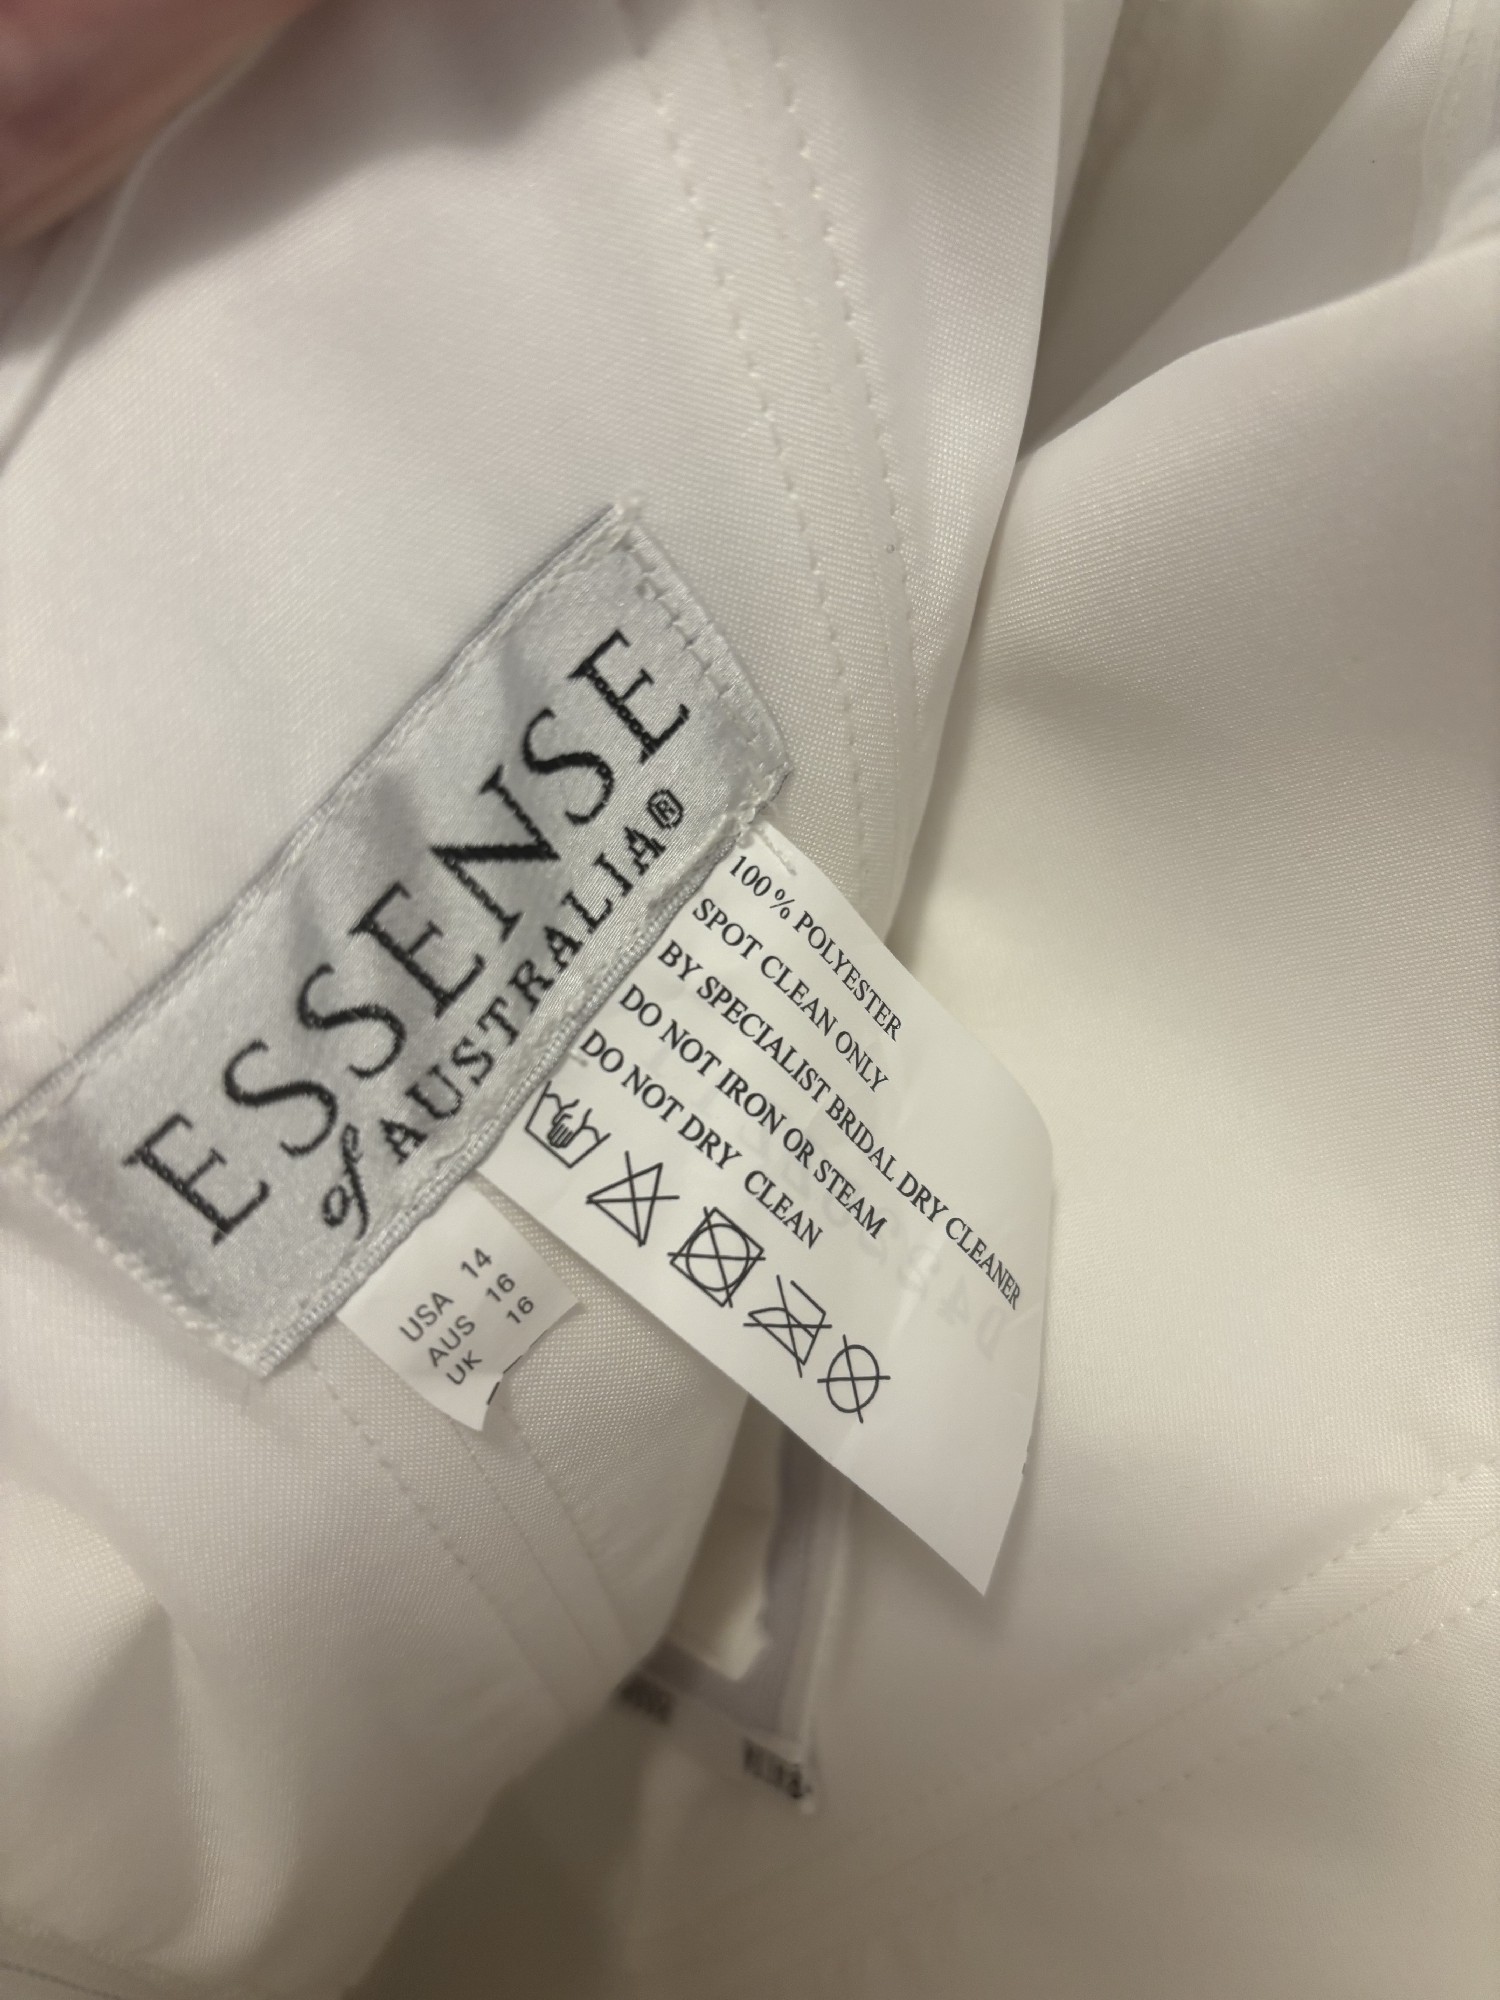 ESSENSE
of AUSTRALIA®
100% POLYESTER
SPOT CLEAN ONLY
BY SPECIALIST BRIDAL DRY CLEANER
DO NOT IRON OR STEAM
DO NOT DRY CLEAN
USA 14
AUS 16
UK 16